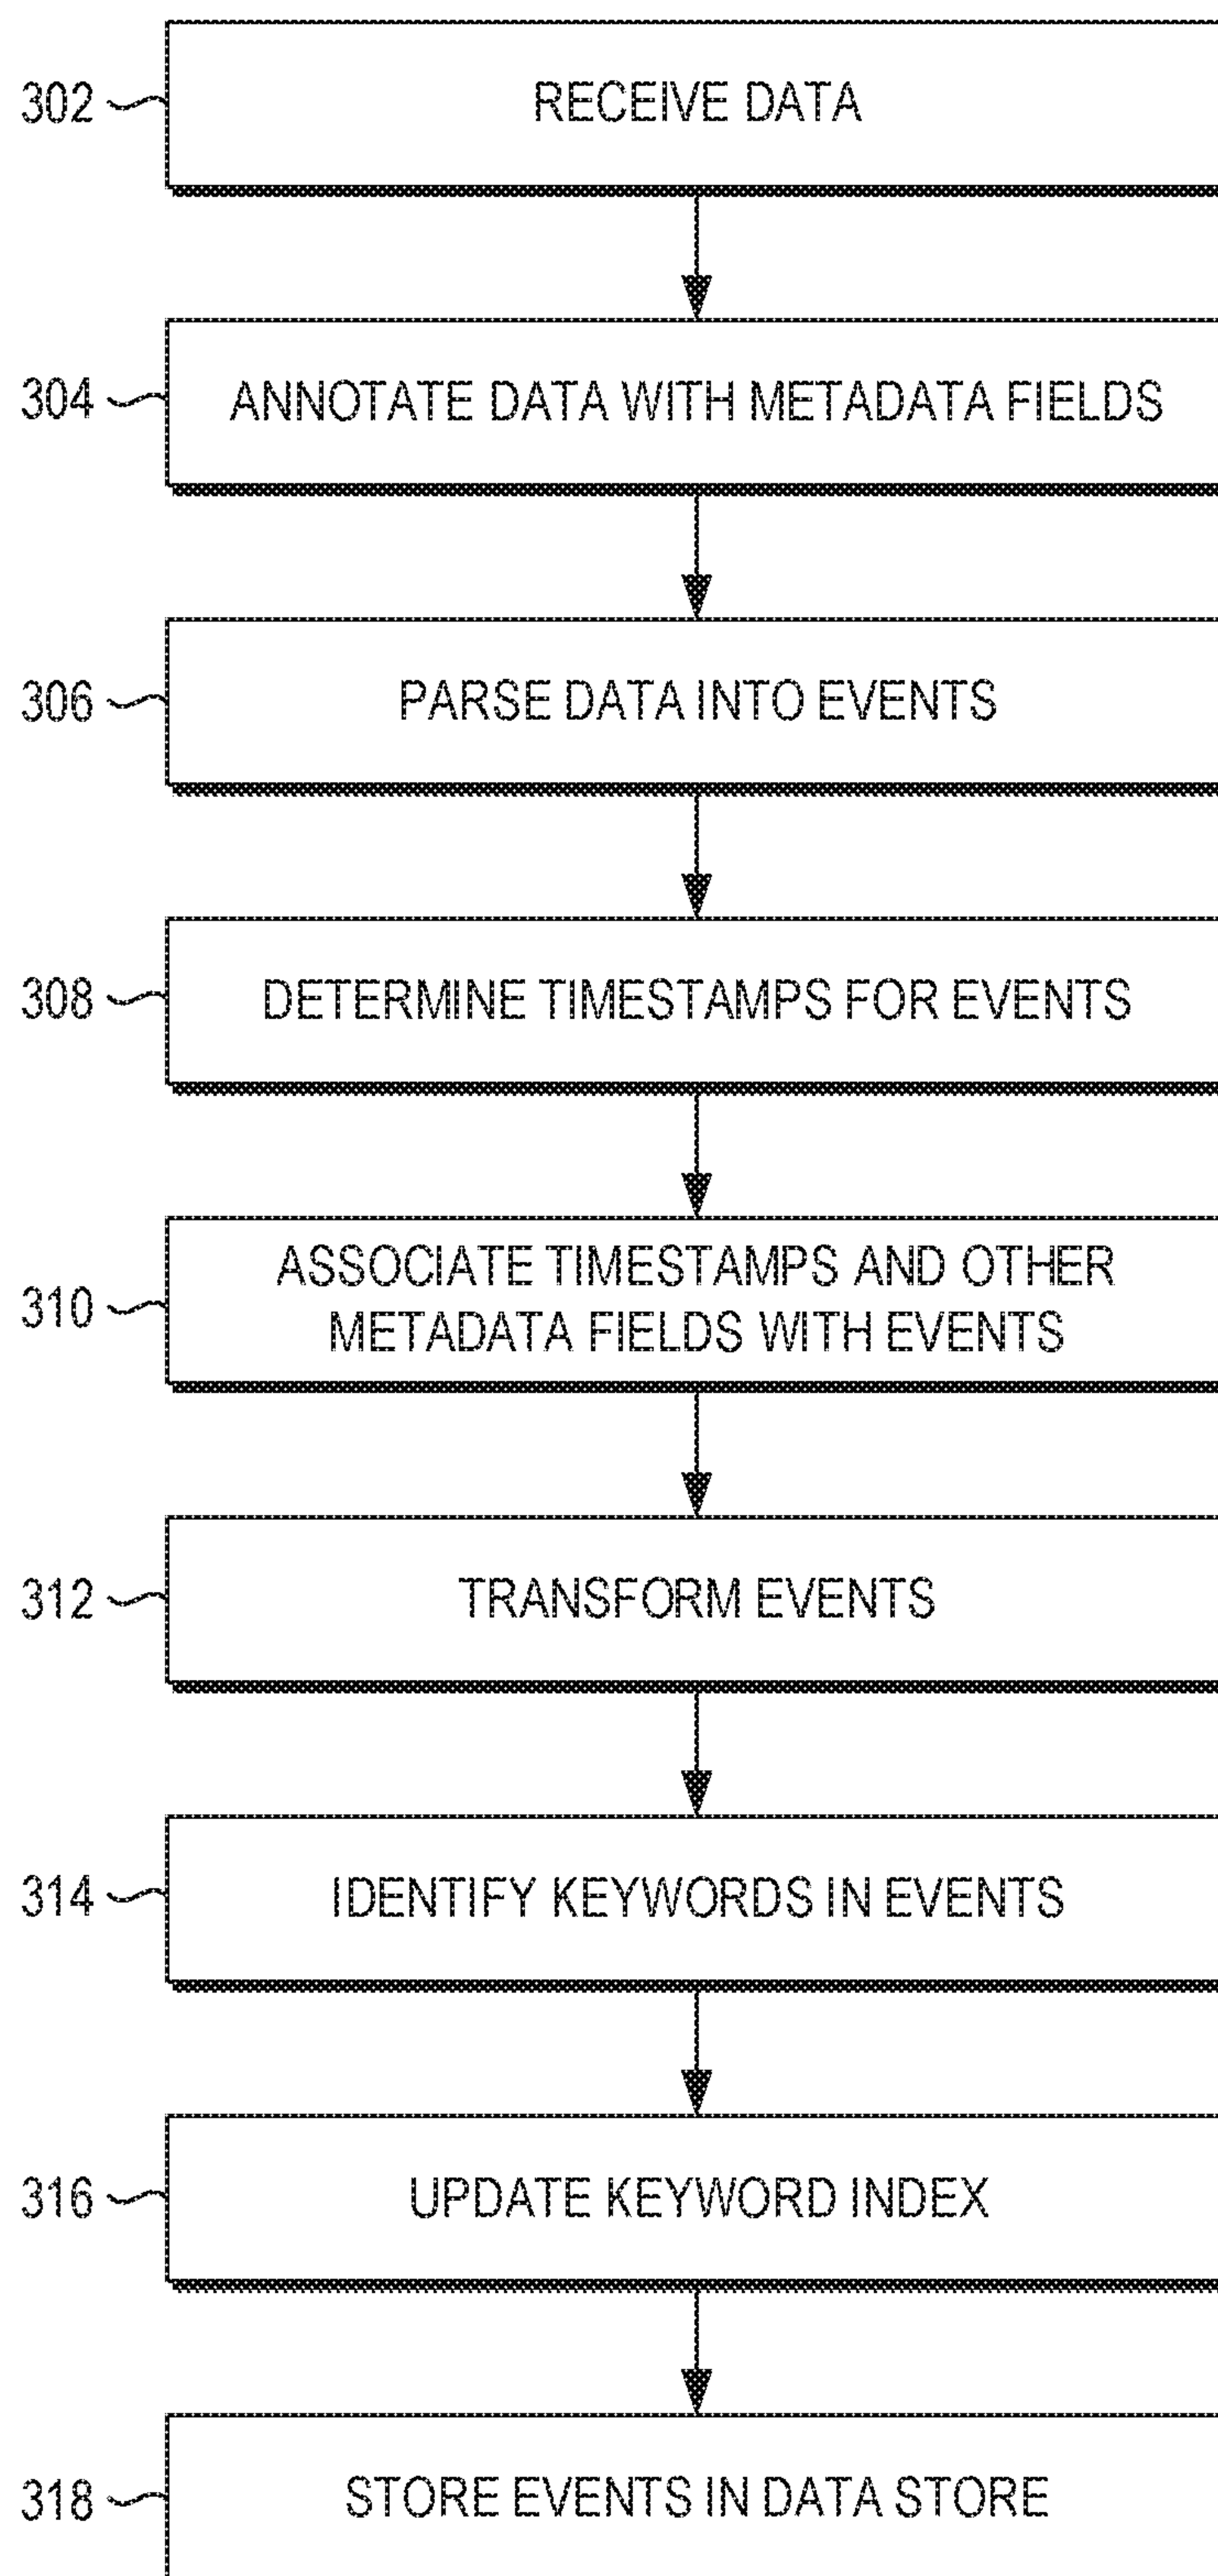 302
RECEIVE DATA
304
ANNOTATE DATA WITH METADATA FIELDS
306
PARSE DATA INTO EVENTS
308
DETERMINE TIMESTAMPS FOR EVENTS
310
ASSOCIATE TIMESTAMPS AND OTHER
METADATA FIELDS WITH EVENTS
312
TRANSFORM EVENTS
314
IDENTIFY KEYWORDS IN EVENTS
316
UPDATE KEYWORD INDEX
318
STORE EVENTS IN DATA STORE